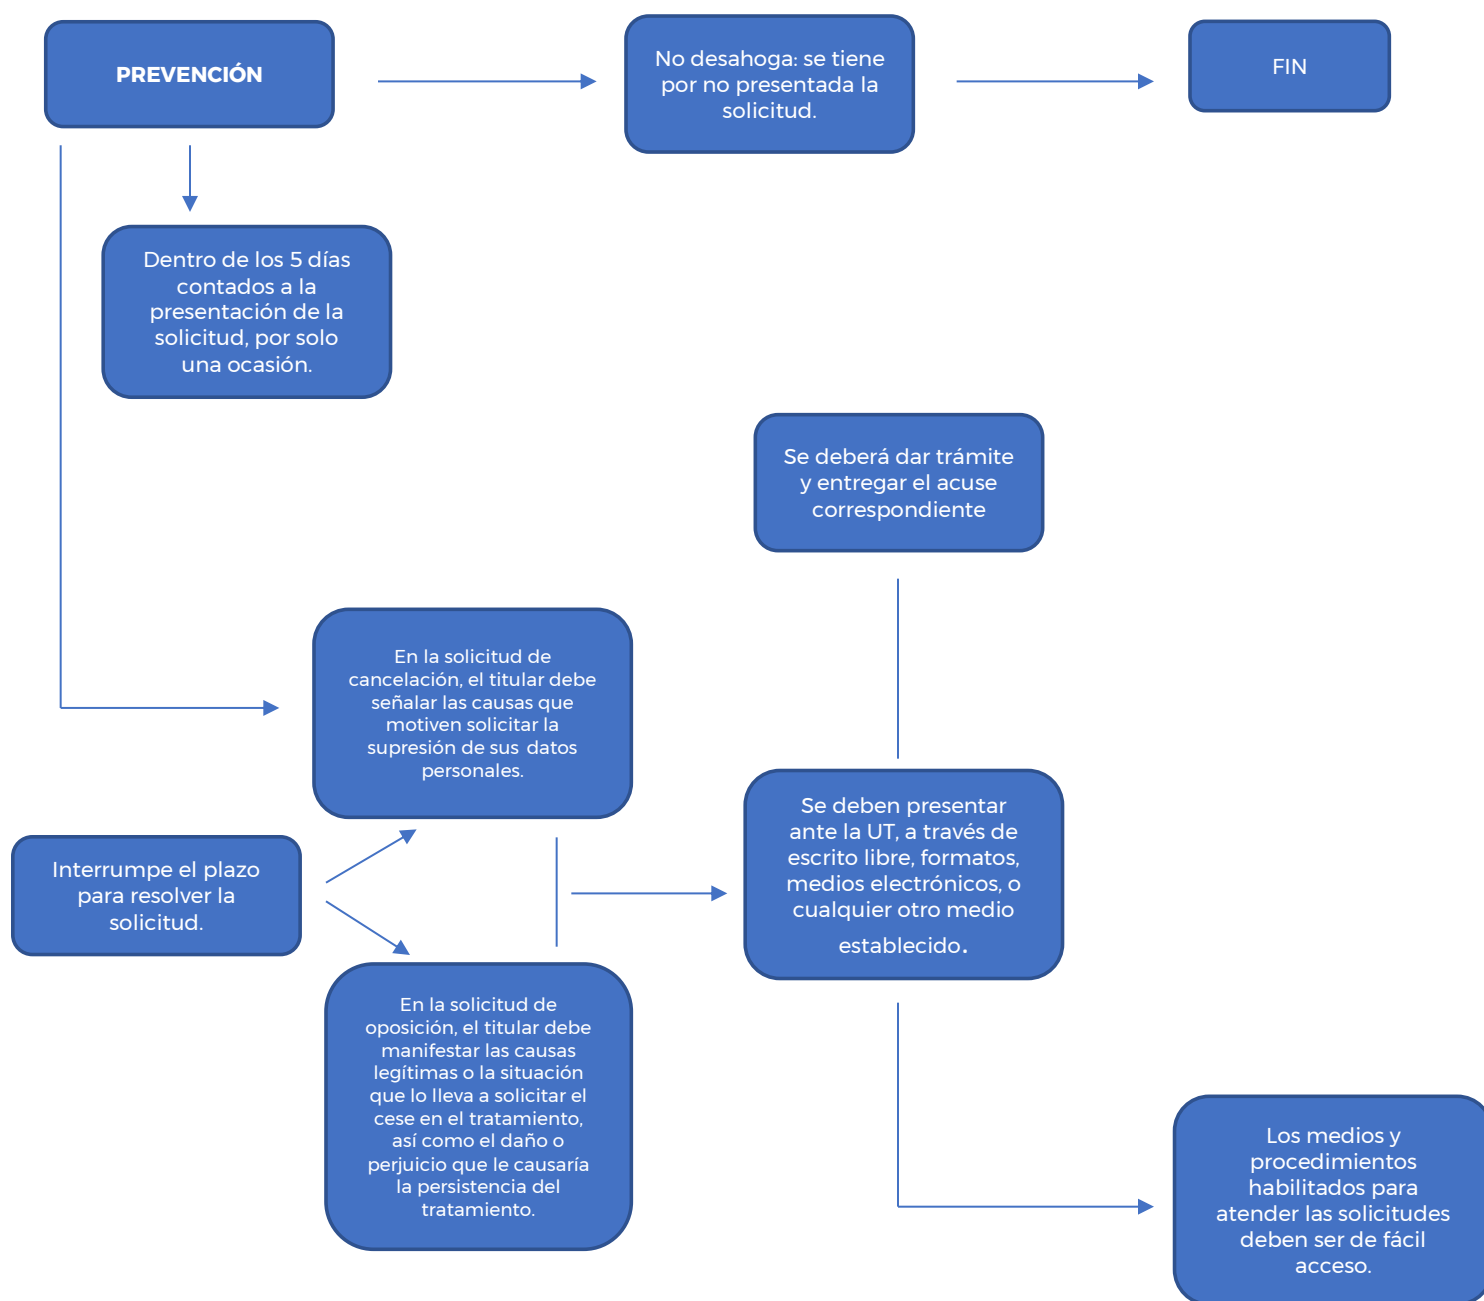 PREVENCIÓN
No desahoga: se tiene
por no presentada la
solicitud.
FIN
Dentro de los 5 días
contados a la
presentación de la
solicitud, por solo
una ocasión.
Se deberá dar trámite
y entregar el acuse
correspondiente
En la solicitud de
cancelación, el titular debe
señalar las causas que
motiven solicitar la
supresión de sus datos
personales.
Interrumpe el plazo
para resolver la
solicitud.
Se deben presentar
ante la UT, a través de
escrito libre, formatos,
medios electrónicos, o
cualquier otro medio
establecido.
En la solicitud de
oposición, el titular debe
manifestar las causas
legítimas o la situación
que lo lleva a solicitar el
cese en el tratamiento,
así como el daño o
perjuicio que le causaría
la persistencia del
tratamiento.
Los medios y
procedimientos
habilitados para
atender las solicitudes
deben ser de fácil
acceso.